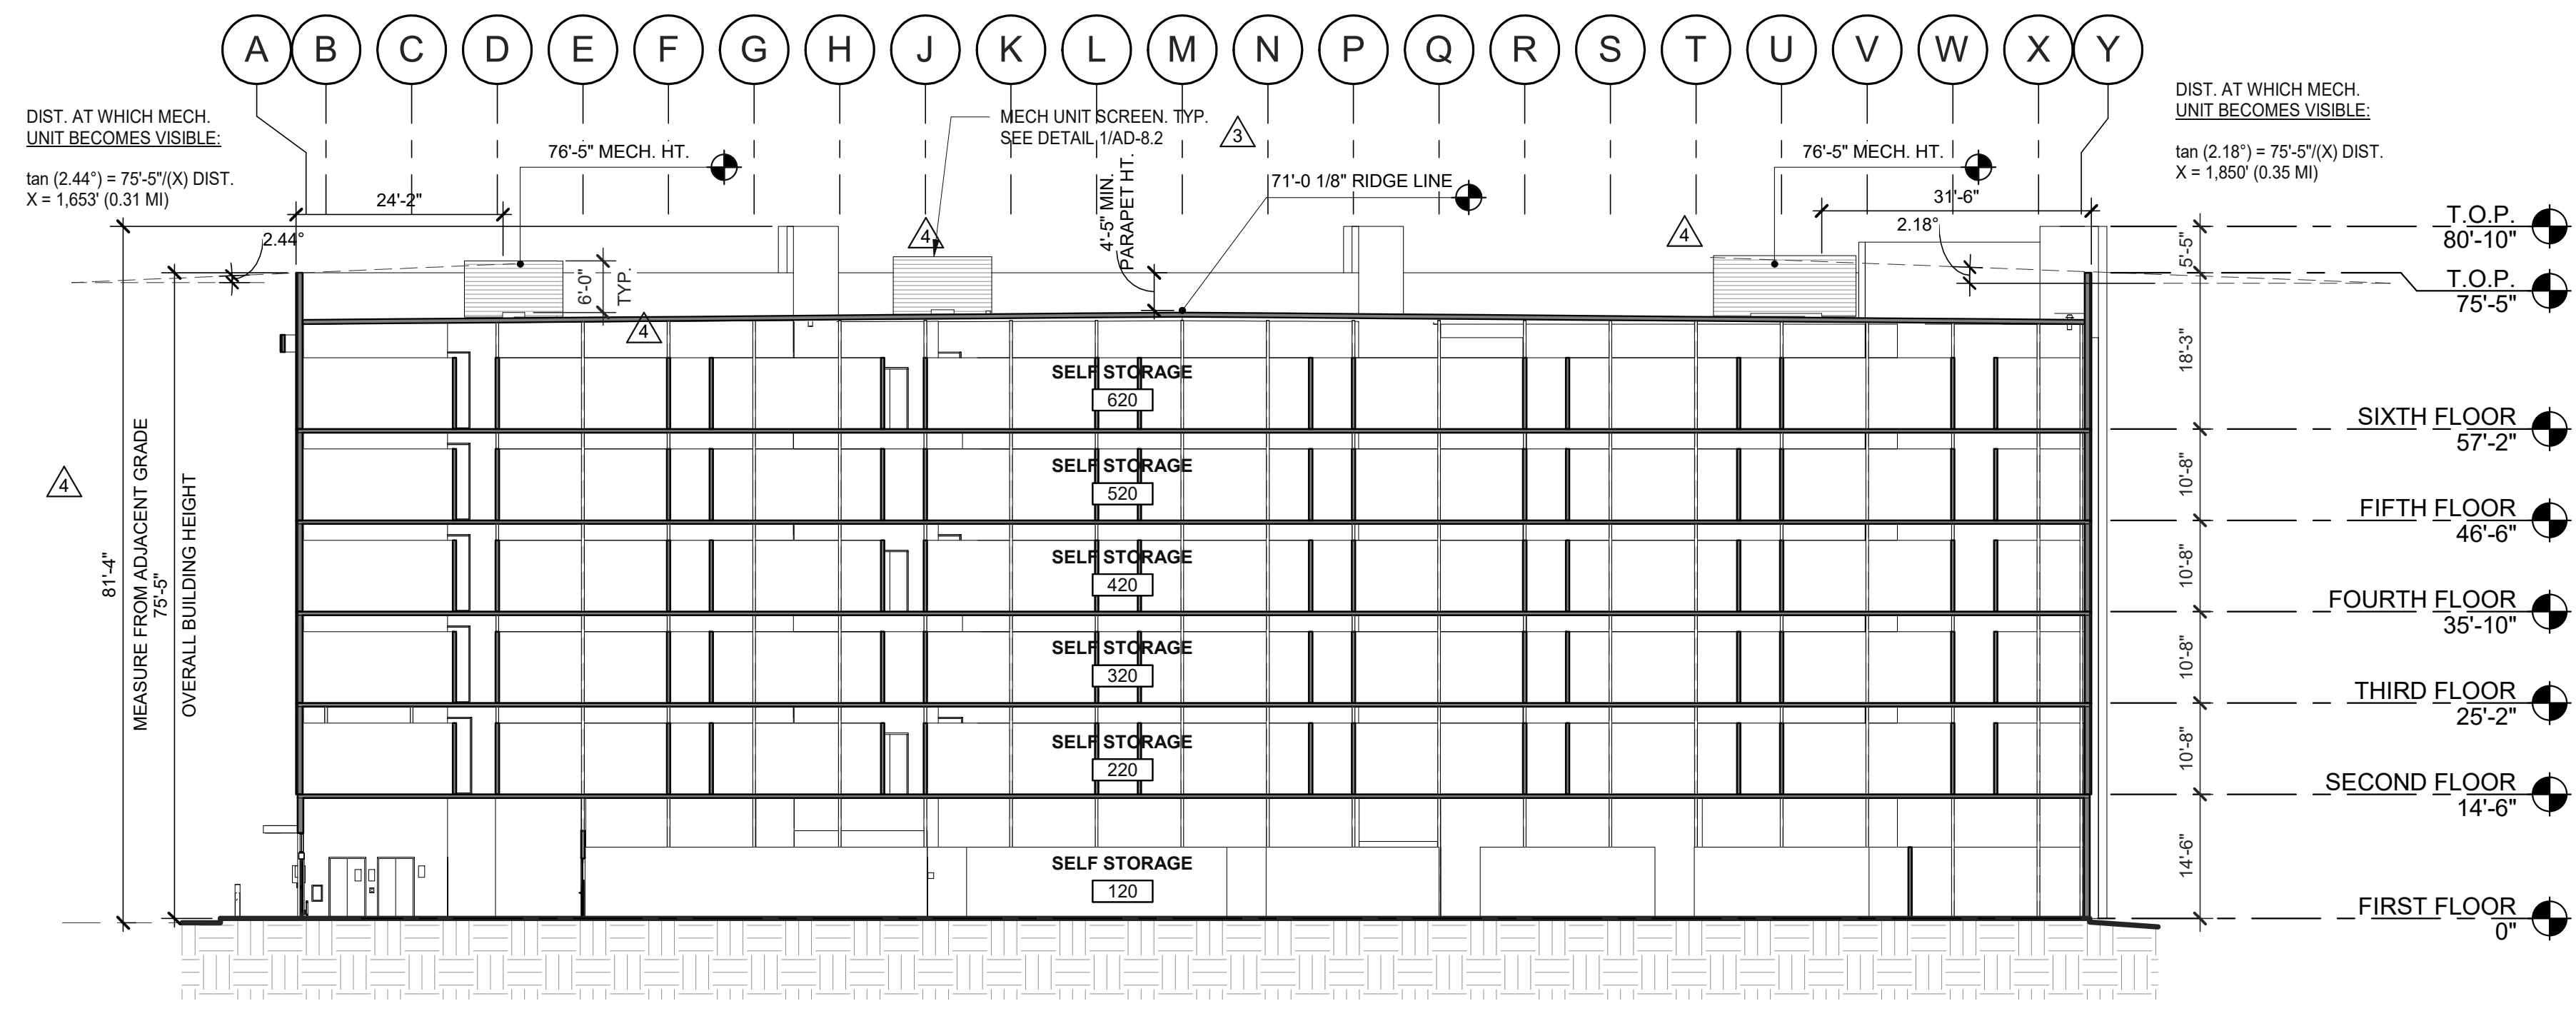 A B C D E F G H J K L M N P Q R S T U V W X Y
DIST. AT WHICH MECH.
UNIT BECOMES VISIBLE:
tan (2.44°) = 75'-5"/(X) DIST.
X = 1,653' (0.31 MI)
24'-2"
2.44°
76'-5" MECH. HT.
6'-0"
TYP.
4
MECH UNIT SCREEN. TYP.
SEE DETAIL 1/AD-8.2
3
4
4'-5" MIN.
PARAPET HT.
71'-0 1/8" RIDGE LINE
4
76'-5" MECH. HT.
DIST. AT WHICH MECH.
UNIT BECOMES VISIBLE:
tan (2.18°) = 75'-5"/(X) DIST.
X = 1,850' (0.35 MI)
31'-6"
2.18°
4
81'-4"
MEASURE FROM ADJACENT GRADE
75'-5"
OVERALL BUILDING HEIGHT
SELF STORAGE
620
SELF STORAGE
520
SELF STORAGE
420
SELF STORAGE
320
SELF STORAGE
220
SELF STORAGE
120
5'-5"
18'-3"
10'-8"
10'-8"
10'-8"
10'-8"
14'-6"
T.O.P.
80'-10"
T.O.P.
75'-5"
SIXTH FLOOR
57'-2"
FIFTH FLOOR
46'-6"
FOURTH FLOOR
35'-10"
THIRD FLOOR
25'-2"
SECOND FLOOR
14'-6"
FIRST FLOOR
0"